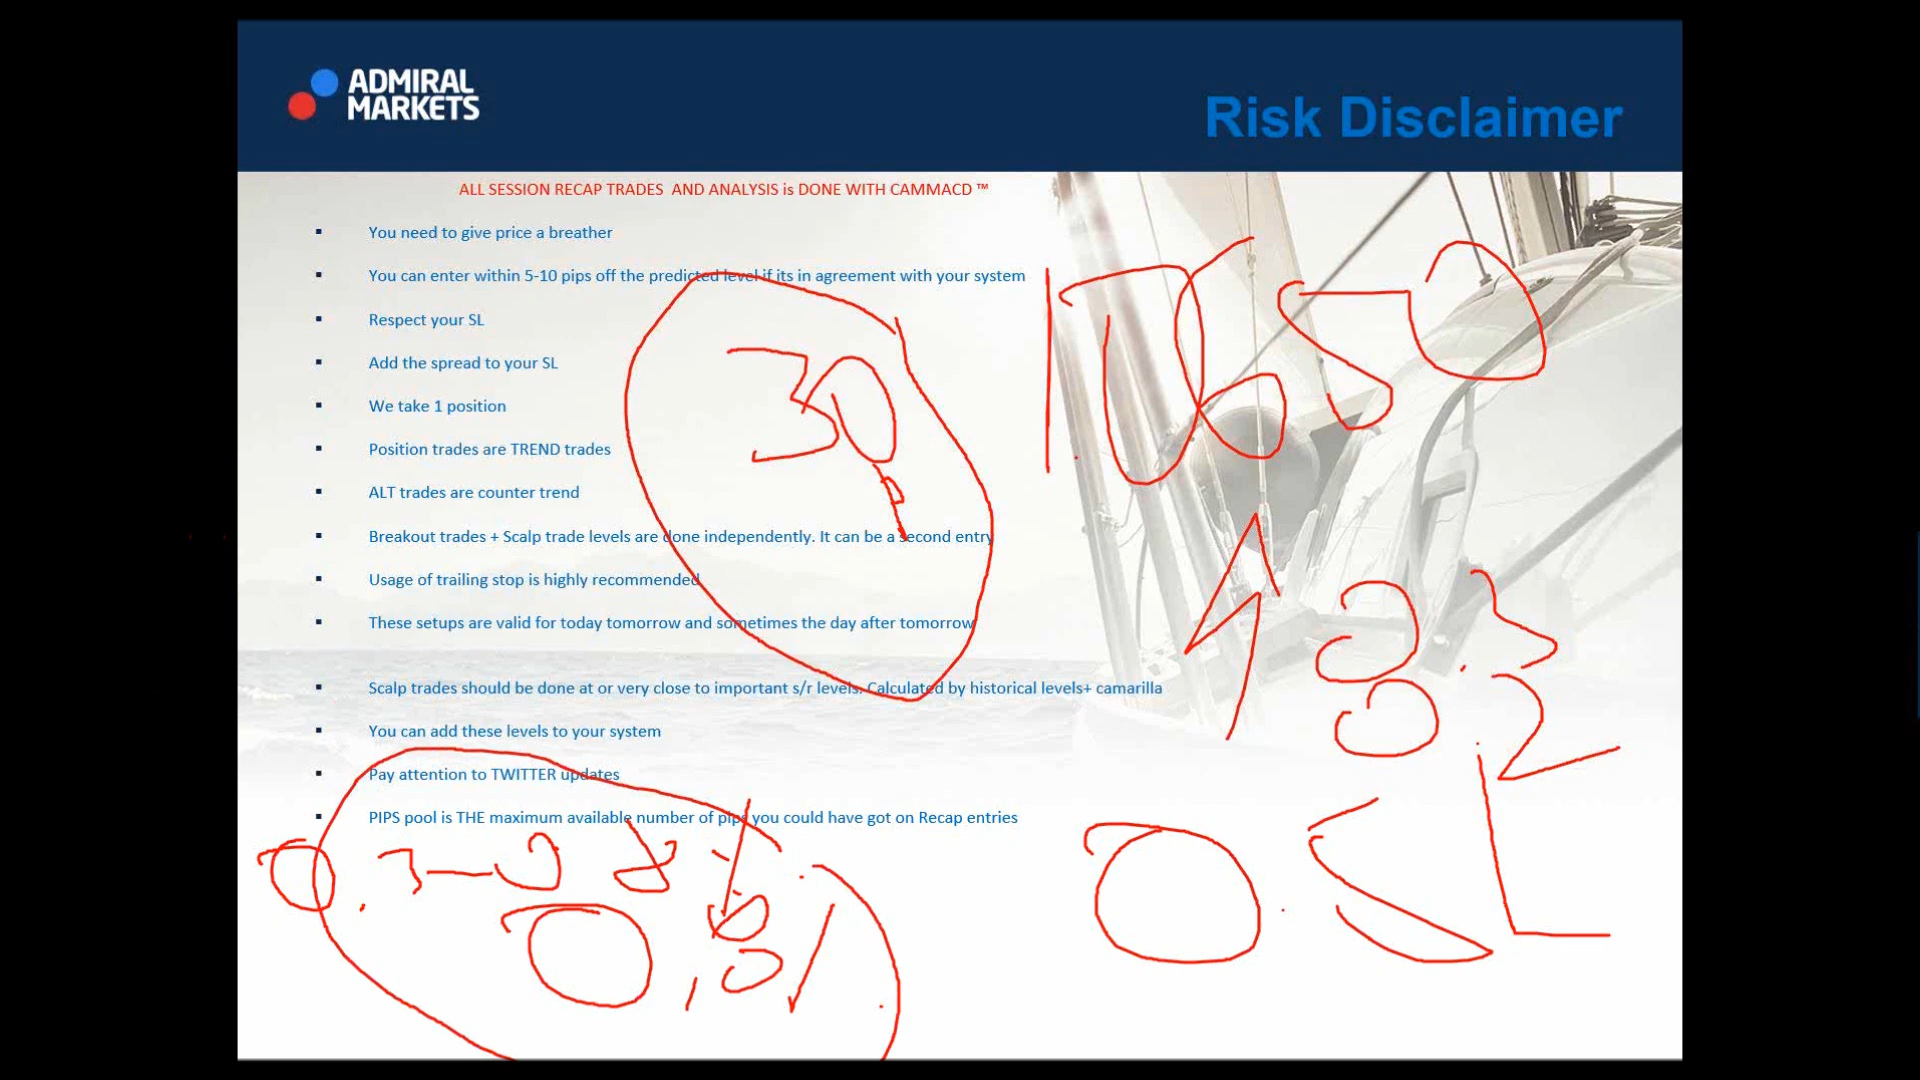 ADMIRAL
MARKETS
Risk Disclaimer
ALL SESSION RECAP TRADES AND ANALYSIS is DONE WITH CAMMACD ™
▪ You need to give price a breather
▪ You can enter within 5-10 pips off the predicted level if its in agreement with your system
▪ Respect your SL
▪ Add the spread to your SL
▪ We take 1 position
▪ Position trades are TREND trades
▪ ALT trades are counter trend
▪ Breakout trades + Scalp trade levels are done independently. It can be a second entry
▪ Usage of trailing stop is highly recommended
▪ These setups are valid for today tomorrow and sometimes the day after tomorrow
▪ Scalp trades should be done at or very close to important s/r levels. Calculated by historical levels+ camarilla
▪ You can add these levels to your system
▪ Pay attention to TWITTER updates
▪ PIPS pool is THE maximum available number of pips you could have got on Recap entries
30